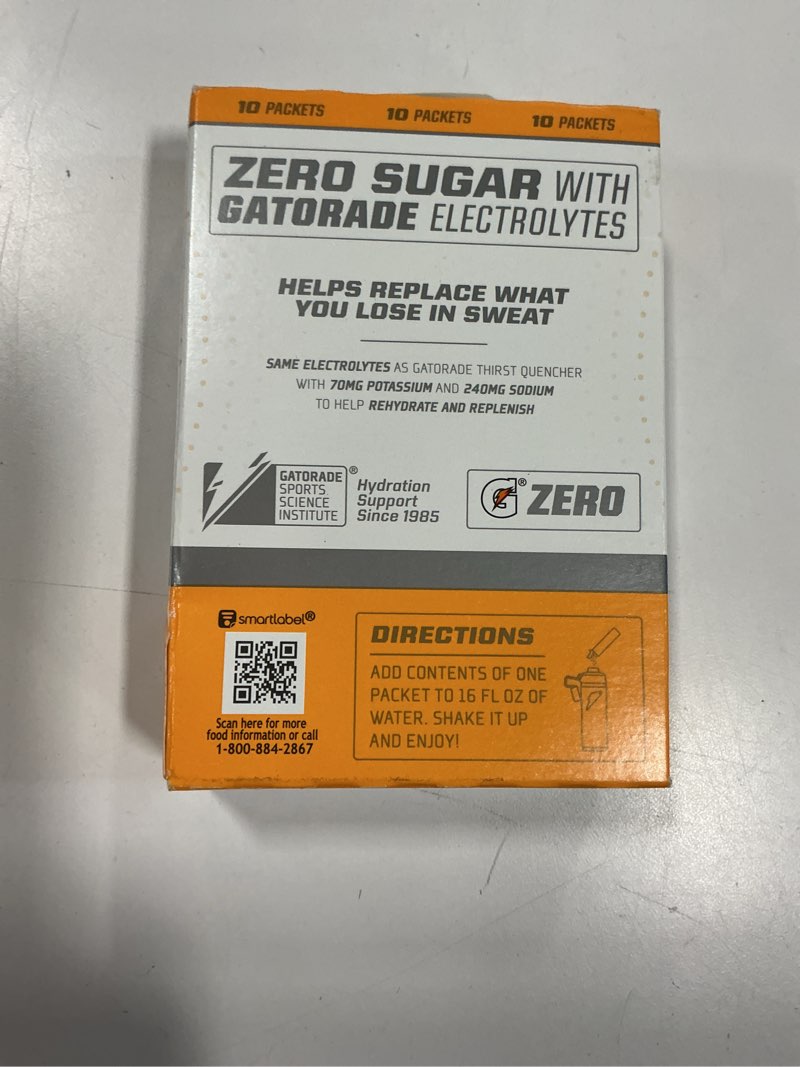 10 PACKETS 10 PACKETS 10 PACKETS
ZERO SUGAR WITH
GATORADE ELECTROLYTES
HELPS REPLACE WHAT
YOU LOSE IN SWEAT
SAME ELECTROLYTES AS GATORADE THIRST QUENCHER
WITH 70MG POTASSIUM AND 240MG SODIUM
TO HELP REHYDRATE AND REPLENISH
GATORADE
SPORTS
SCIENCE
INSTITUTE®
Hydration
Support
Since 1985
G® ZERO
smartlabel®
Scan here for more
food information or call
1-800-884-2867
DIRECTIONS
ADD CONTENTS OF ONE
PACKET TO 16 FL OZ OF
WATER. SHAKE IT UP
AND ENJOY!